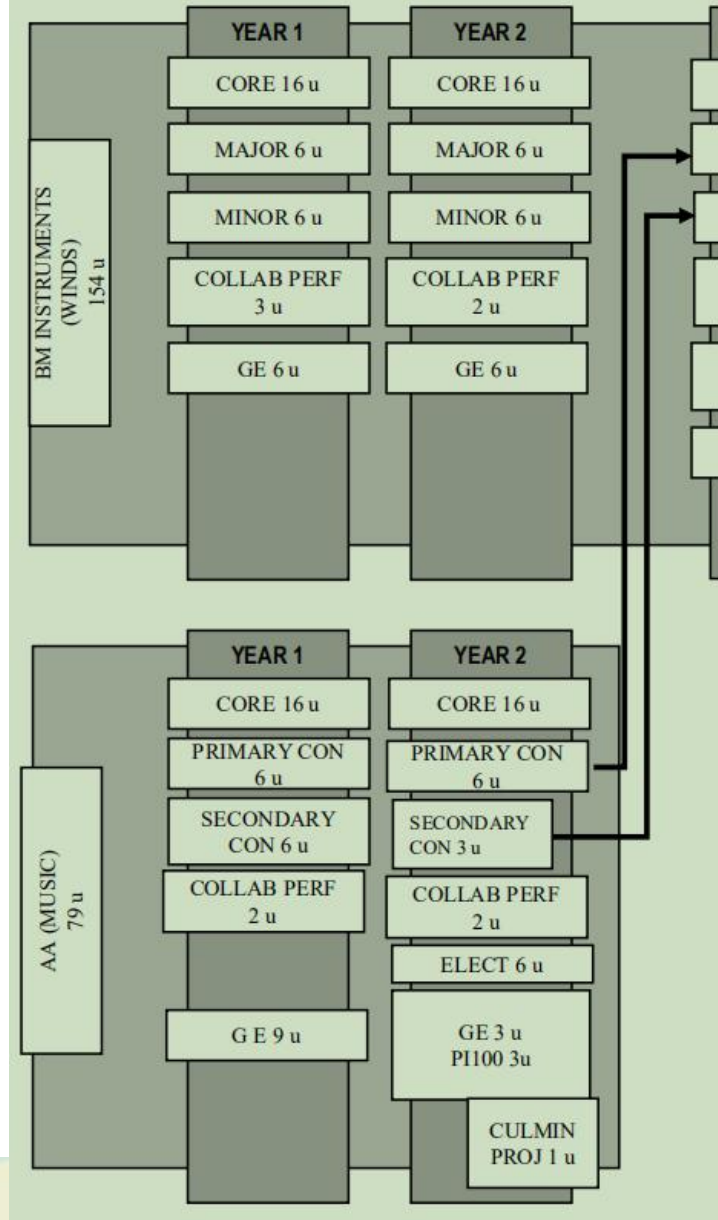 BM INSTRUMENTS
(WINDS)
154 u
YEAR 1
CORE 16 u
MAJOR 6 u
MINOR 6 u
COLLAB PERF
3 u
GE 6 u
YEAR 2
CORE 16 u
MAJOR 6 u
MINOR 6 u
COLLAB PERF
2 u
GE 6 u
AA (MUSIC)
79 u
YEAR 1
CORE 16 u
PRIMARY CON
6 u
SECONDARY
CON 6 u
COLLAB PERF
2 u
G E 9 u
YEAR 2
CORE 16 u
PRIMARY CON
6 u
SECONDARY
CON 3 u
COLLAB PERF
2 u
ELECT 6 u
GE 3 u
PI100 3u
CULMIN
PROJ 1 u